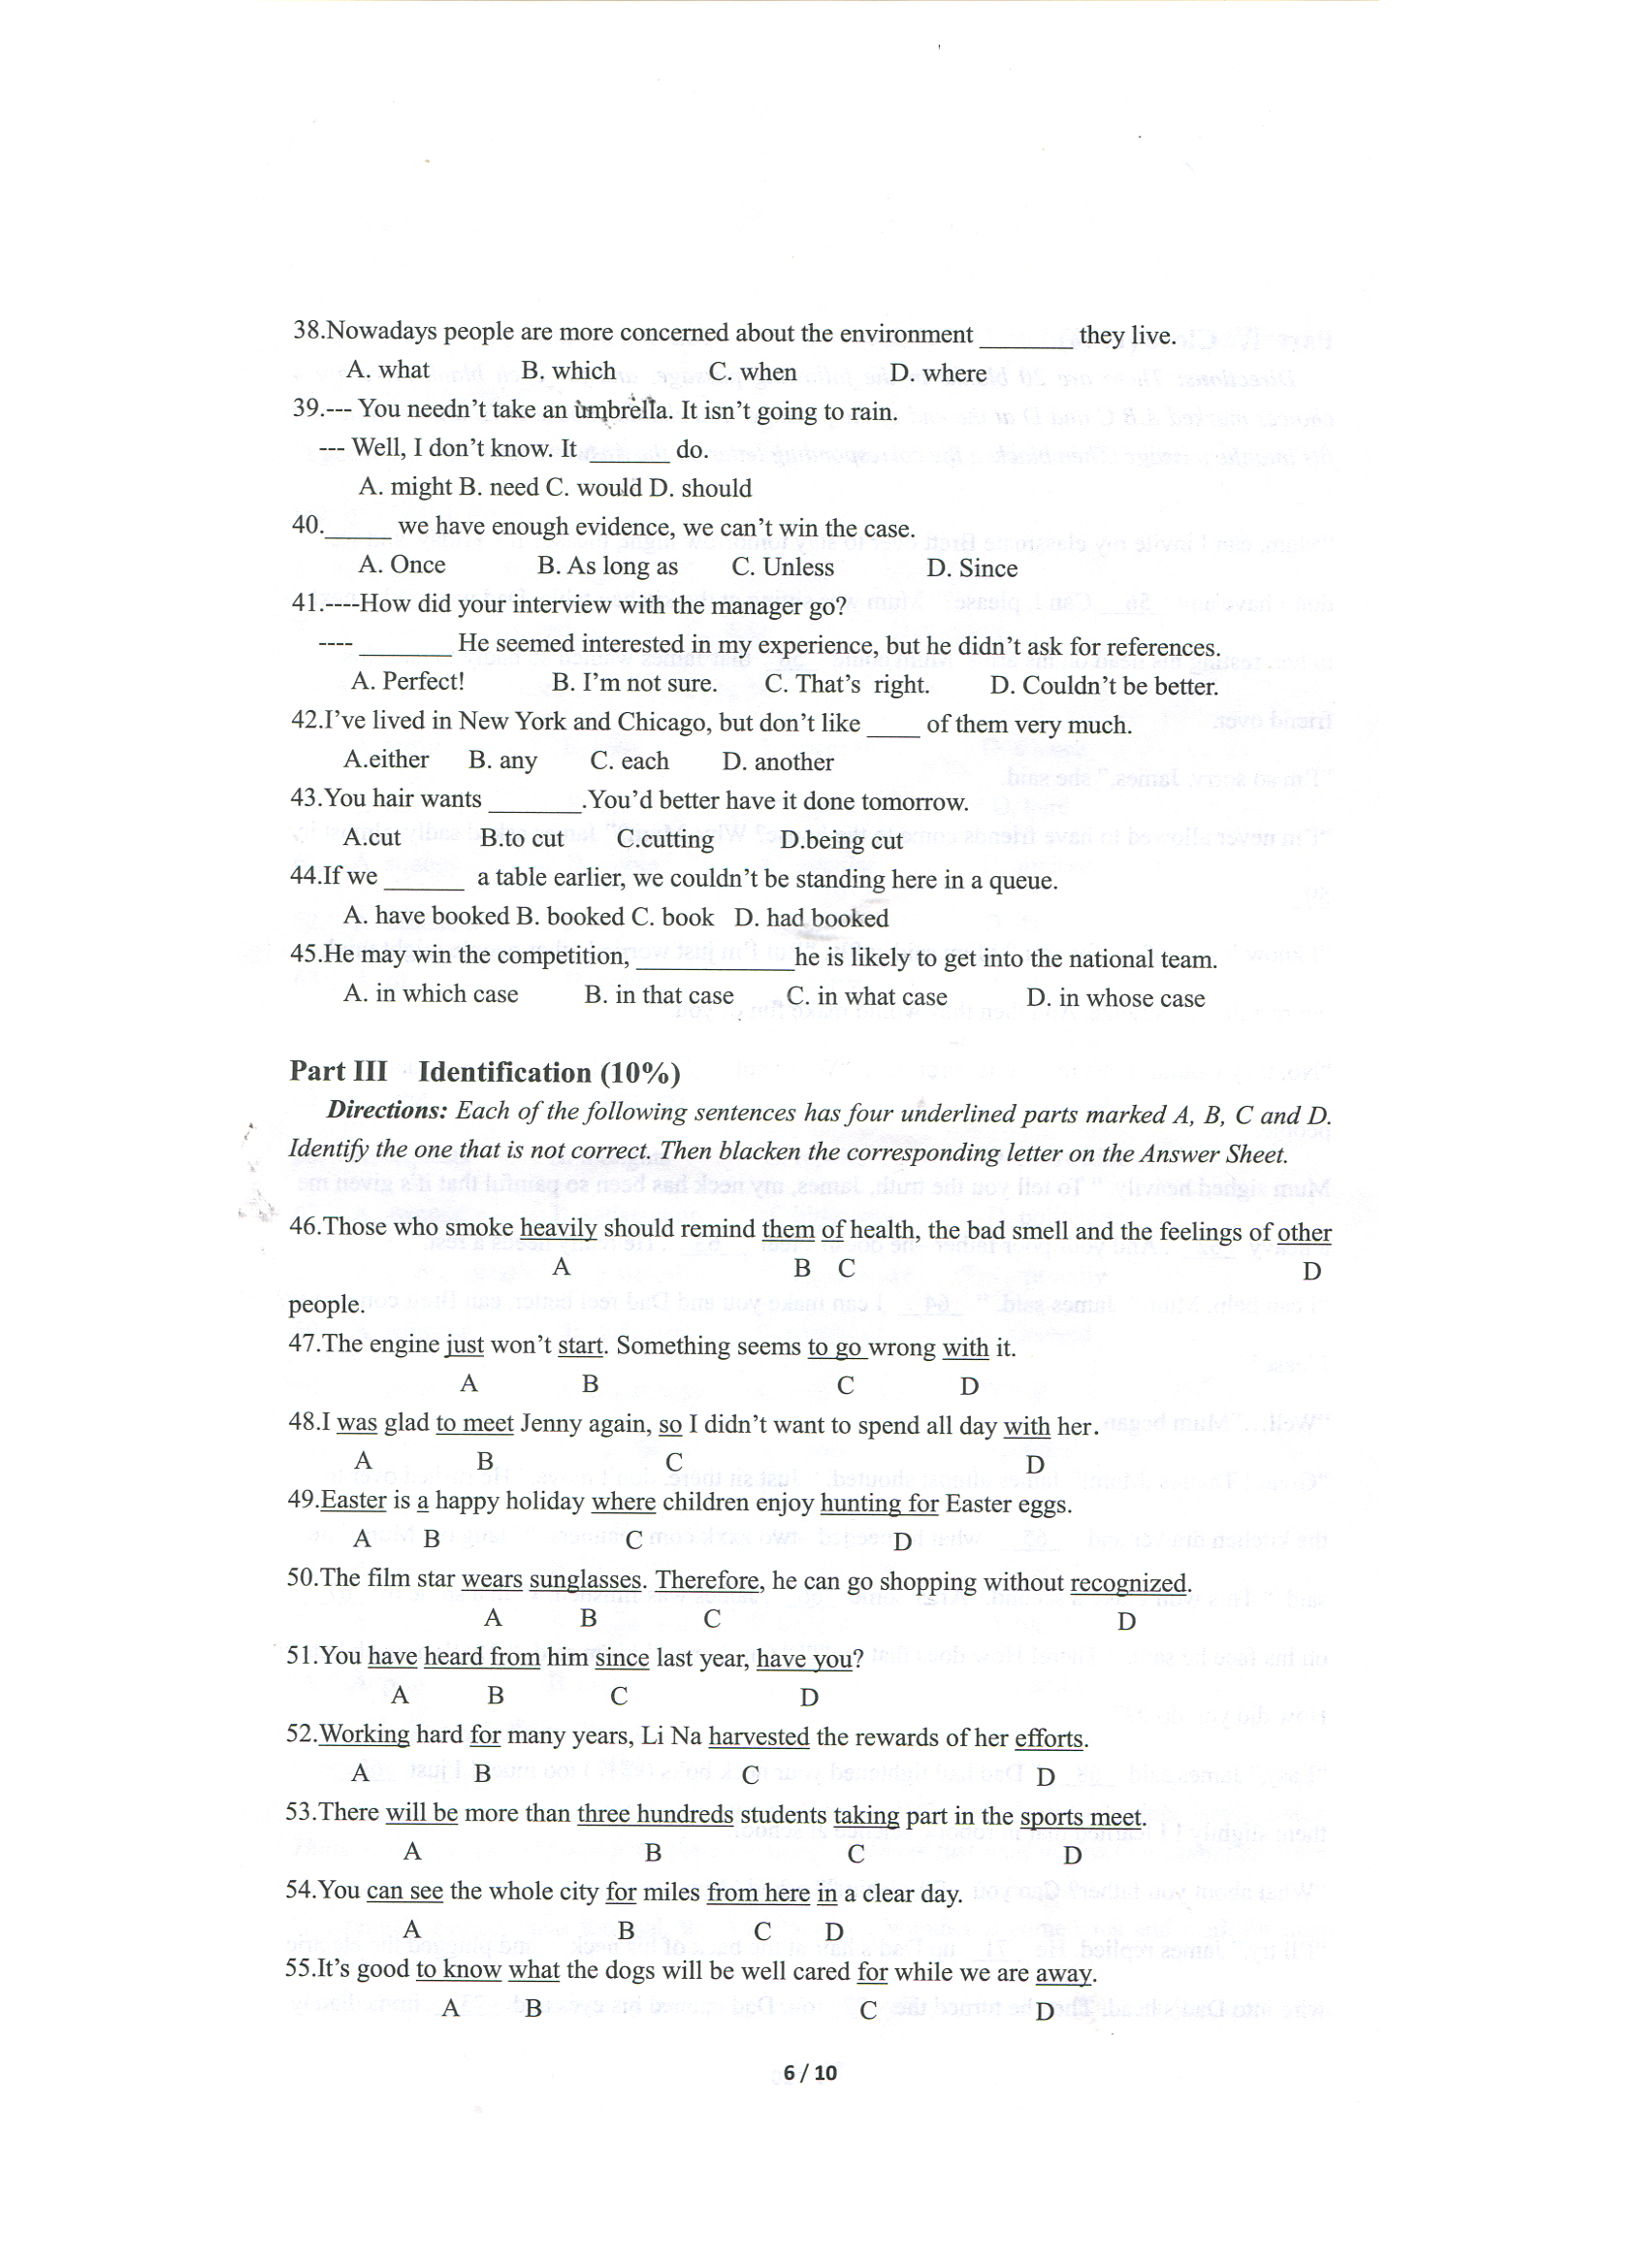 38.Nowadays people are more concerned about the environment _______ they live.
A. what B. which C. when D. where
39.--- You needn't take an umbrella. It isn't going to rain.
--- Well, I don't know. It ______ do.
A. might B. need C. would D. should
40._____ we have enough evidence, we can't win the case.
A. Once B. As long as C. Unless D. Since
41.----How did your interview with the manager go?
---- _______ He seemed interested in my experience, but he didn't ask for references.
A. Perfect! B. I'm not sure. C. That's right. D. Couldn't be better.
42.I've lived in New York and Chicago, but don't like ____ of them very much.
A.either B. any C. each D. another
43.You hair wants _______.You'd better have it done tomorrow.
A.cut B.to cut C.cutting D.being cut
44.If we ______ a table earlier, we couldn't be standing here in a queue.
A. have booked B. booked C. book D. had booked
45.He may win the competition, ____________he is likely to get into the national team.
A. in which case B. in that case C. in what case D. in whose case
Part III Identification (10%)
Directions: Each of the following sentences has four underlined parts marked A, B, C and D.
Identify the one that is not correct. Then blacken the corresponding letter on the Answer Sheet.
46.Those who smoke heavily should remind them of health, the bad smell and the feelings of other
A B C D
people.
47.The engine just won't start. Something seems to go wrong with it.
A B C D
48.I was glad to meet Jenny again, so I didn't want to spend all day with her.
A B C D
49.Easter is a happy holiday where children enjoy hunting for Easter eggs.
A B C D
50.The film star wears sunglasses. Therefore, he can go shopping without recognized.
A B C D
51.You have heard from him since last year, have you?
A B C D
52.Working hard for many years, Li Na harvested the rewards of her efforts.
A B C D
53.There will be more than three hundreds students taking part in the sports meet.
A B C D
54.You can see the whole city for miles from here in a clear day.
A B C D
55.It's good to know what the dogs will be well cared for while we are away.
A B C D
6 / 10